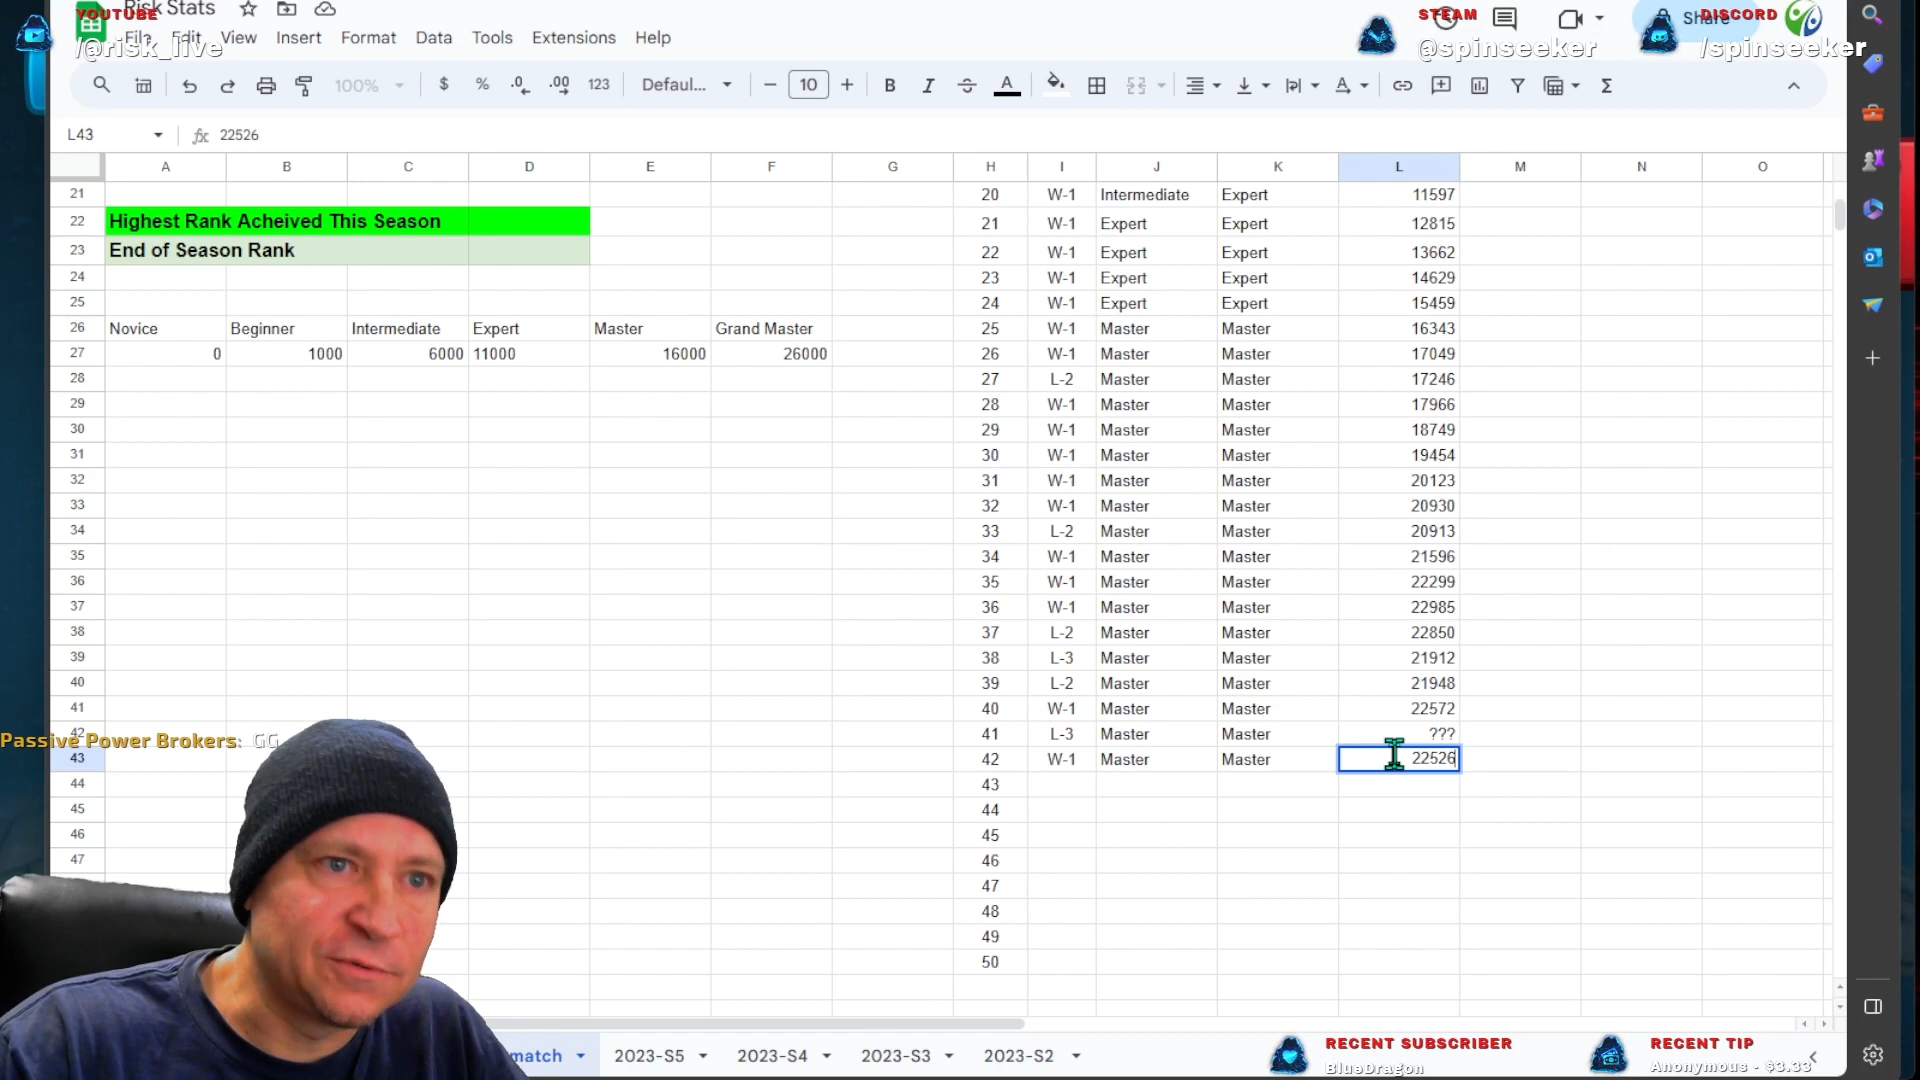 YOUTUBE
/@risk_live
Risk Stats
STEAM
@spinseeker
Share
DISCORD
/spinseeker
File Edit View Insert Format Data Tools Extensions Help
100% $ % .0 .00 123 Defaul... 10 B I A A Σ
L43 fx 22526
A B C D E F G H I J K L M N O
21 20 W-1 Intermediate Expert 11597
22 Highest Rank Acheived This Season 21 W-1 Expert Expert 12815
23 End of Season Rank 22 W-1 Expert Expert 13662
24 23 W-1 Expert Expert 14629
25 24 W-1 Expert Expert 15459
26 Novice Beginner Intermediate Expert Master Grand Master 25 W-1 Master Master 16343
27 0 1000 6000 11000 16000 26000 26 W-1 Master Master 17049
28 27 L-2 Master Master 17246
29 28 W-1 Master Master 17966
30 29 W-1 Master Master 18749
31 30 W-1 Master Master 19454
32 31 W-1 Master Master 20123
33 32 W-1 Master Master 20930
34 33 L-2 Master Master 20913
35 34 W-1 Master Master 21596
36 35 W-1 Master Master 22299
37 36 W-1 Master Master 22985
38 37 L-2 Master Master 22850
39 38 L-3 Master Master 21912
40 39 L-2 Master Master 21948
41 40 W-1 Master Master 22572
42 41 L-3 Master Master ???
Passive Power Brokers: GG
43 42 W-1 Master Master 22526
44 43
45 44
46 45
47 46
47
48
49
50
match 2023-S5 2023-S4 2023-S3 2023-S2
RECENT SUBSCRIBER
BlueDragon
RECENT TIP
Anonymous - $3.33